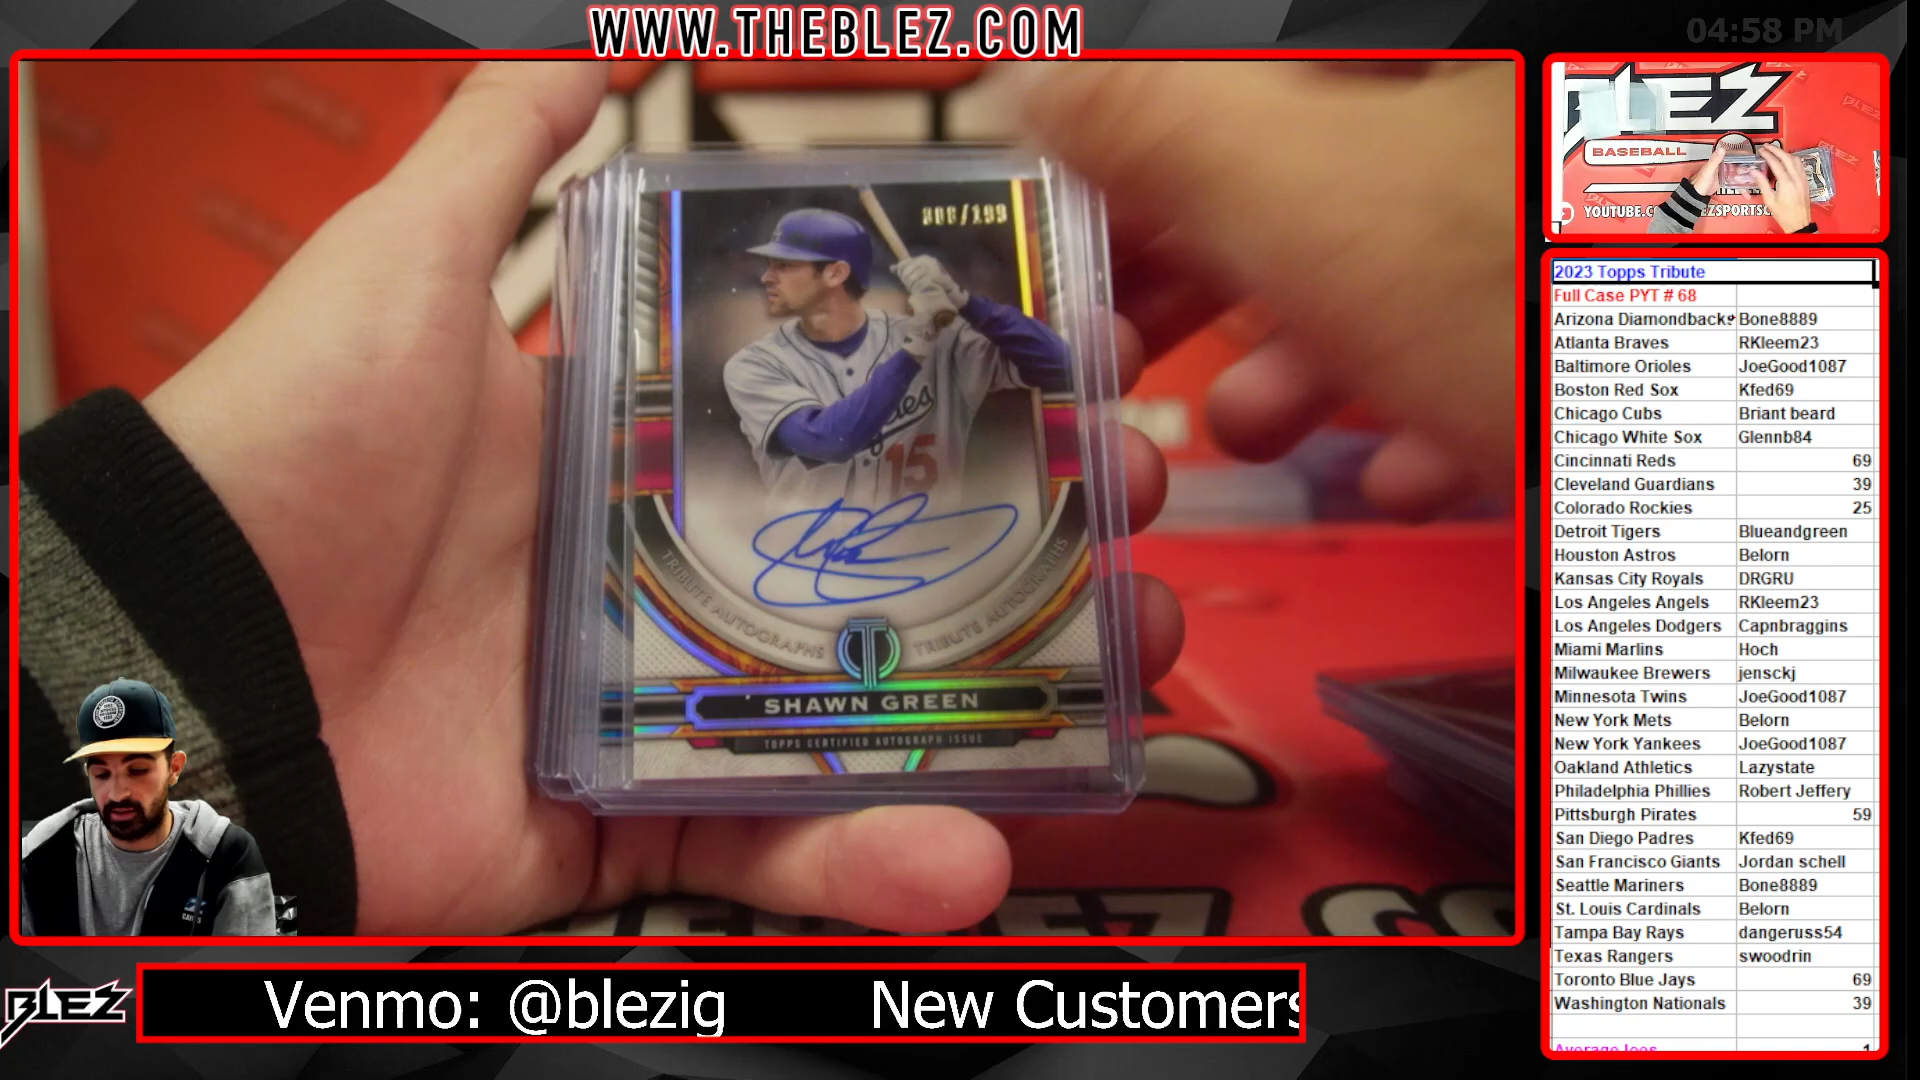 WWW.THEBLEZ.COM
04:58 PM
/199
15
TRIBUTE AUTOGRAPHS
TRIBUTE AUTOGRAPHS
SHAWN GREEN
TOPPS CERTIFIED AUTOGRAPH ISSUE
BLEZ
BASEBALL
2023 Topps Tribute
Full Case PYT # 68
Arizona Diamondbacks Bone8889
Atlanta Braves RKleem23
Baltimore Orioles JoeGood1087
Boston Red Sox Kfed69
Chicago Cubs Briant beard
Chicago White Sox Glennb84
Cincinnati Reds 69
Cleveland Guardians 39
Colorado Rockies 25
Detroit Tigers Blueandgreen
Houston Astros Belorn
Kansas City Royals DRGRU
Los Angeles Angels RKleem23
Los Angeles Dodgers Capnbraggins
Miami Marlins Hoch
Milwaukee Brewers jensckj
Minnesota Twins JoeGood1087
New York Mets Belorn
New York Yankees JoeGood1087
Oakland Athletics Lazystate
Philadelphia Phillies Robert Jeffery
Pittsburgh Pirates 59
San Diego Padres Kfed69
San Francisco Giants Jordan schell
Seattle Mariners Bone8889
St. Louis Cardinals Belorn
Tampa Bay Rays dangeruss54
Texas Rangers swoodrin
Toronto Blue Jays 69
Washington Nationals 39
Average Joes 1
BLEZ
Venmo: @blezig New Customers